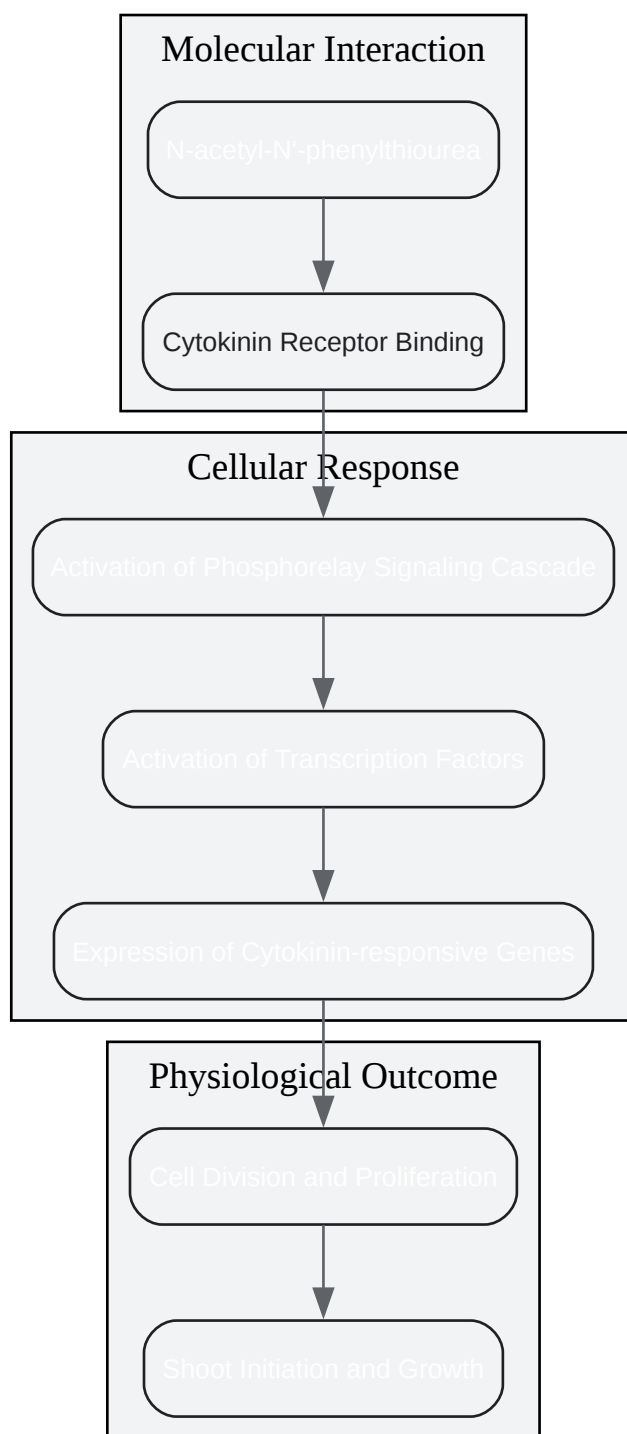 Molecular Interaction
N-acetyl-N'-phenylthiourea
Cytokinin Receptor Binding
Cellular Response
Activation of Phosphorelay Signaling Cascade
Activation of Transcription Factors
Expression of Cytokinin-responsive Genes
Physiological Outcome
Cell Division and Proliferation
Shoot Initiation and Growth